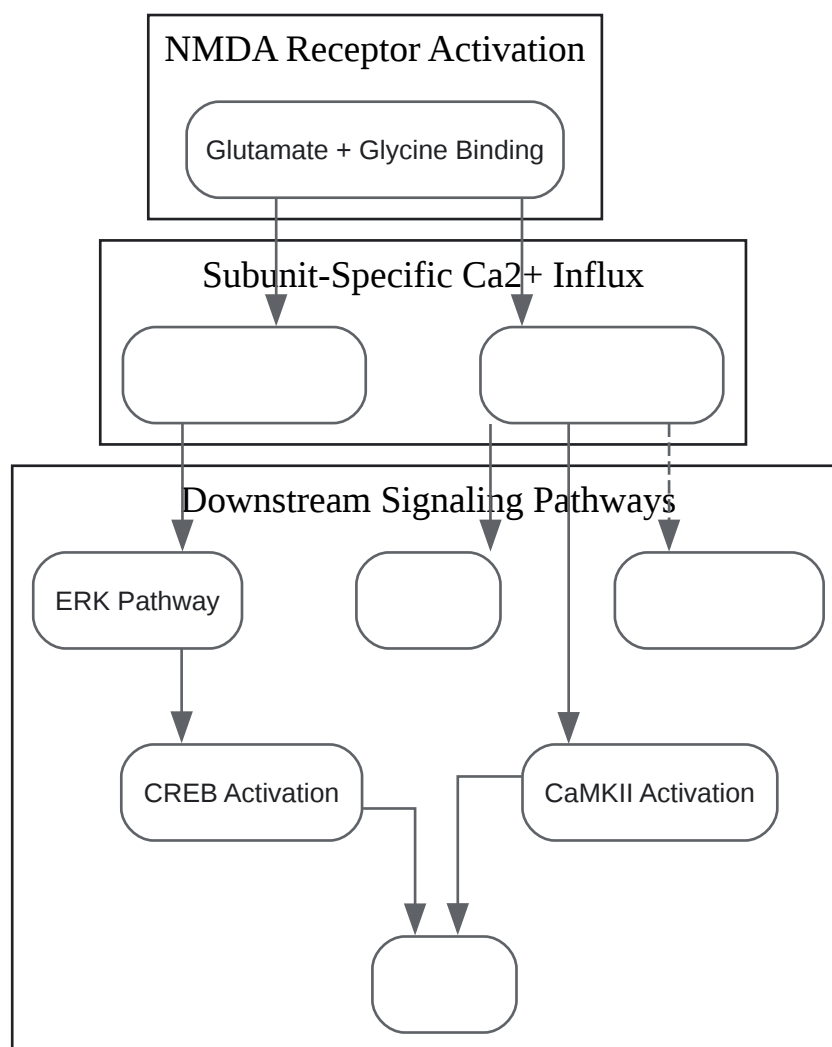 NMDA Receptor Activation
Glutamate + Glycine Binding
Subunit-Specific Ca2+ Influx
Downstream Signaling Pathways
ERK Pathway
CREB Activation
CaMKII Activation